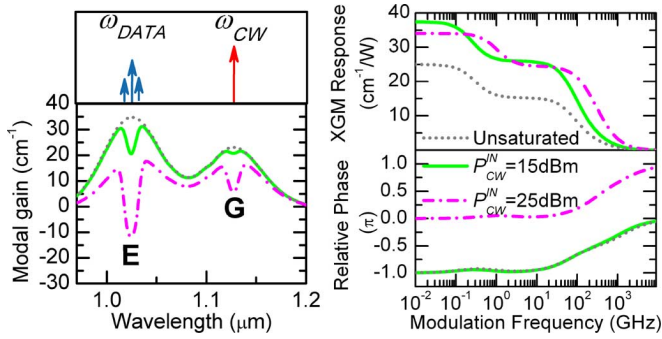 ω_DATA
ω_CW
40
30
20
10
0
-10
-20
-30
Modal gain (cm⁻¹)
E
G
1.0
1.1
1.2
Wavelength (μm)
40
30
20
10
XGM Response
(cm⁻¹/W)
Unsaturated
P_CW^IN=15dBm
P_CW^IN=25dBm
1.0
0.5
0.0
-0.5
-1.0
Relative Phase
(π)
10⁻² 10⁻¹ 10⁰ 10¹ 10² 10³
Modulation Frequency (GHz)